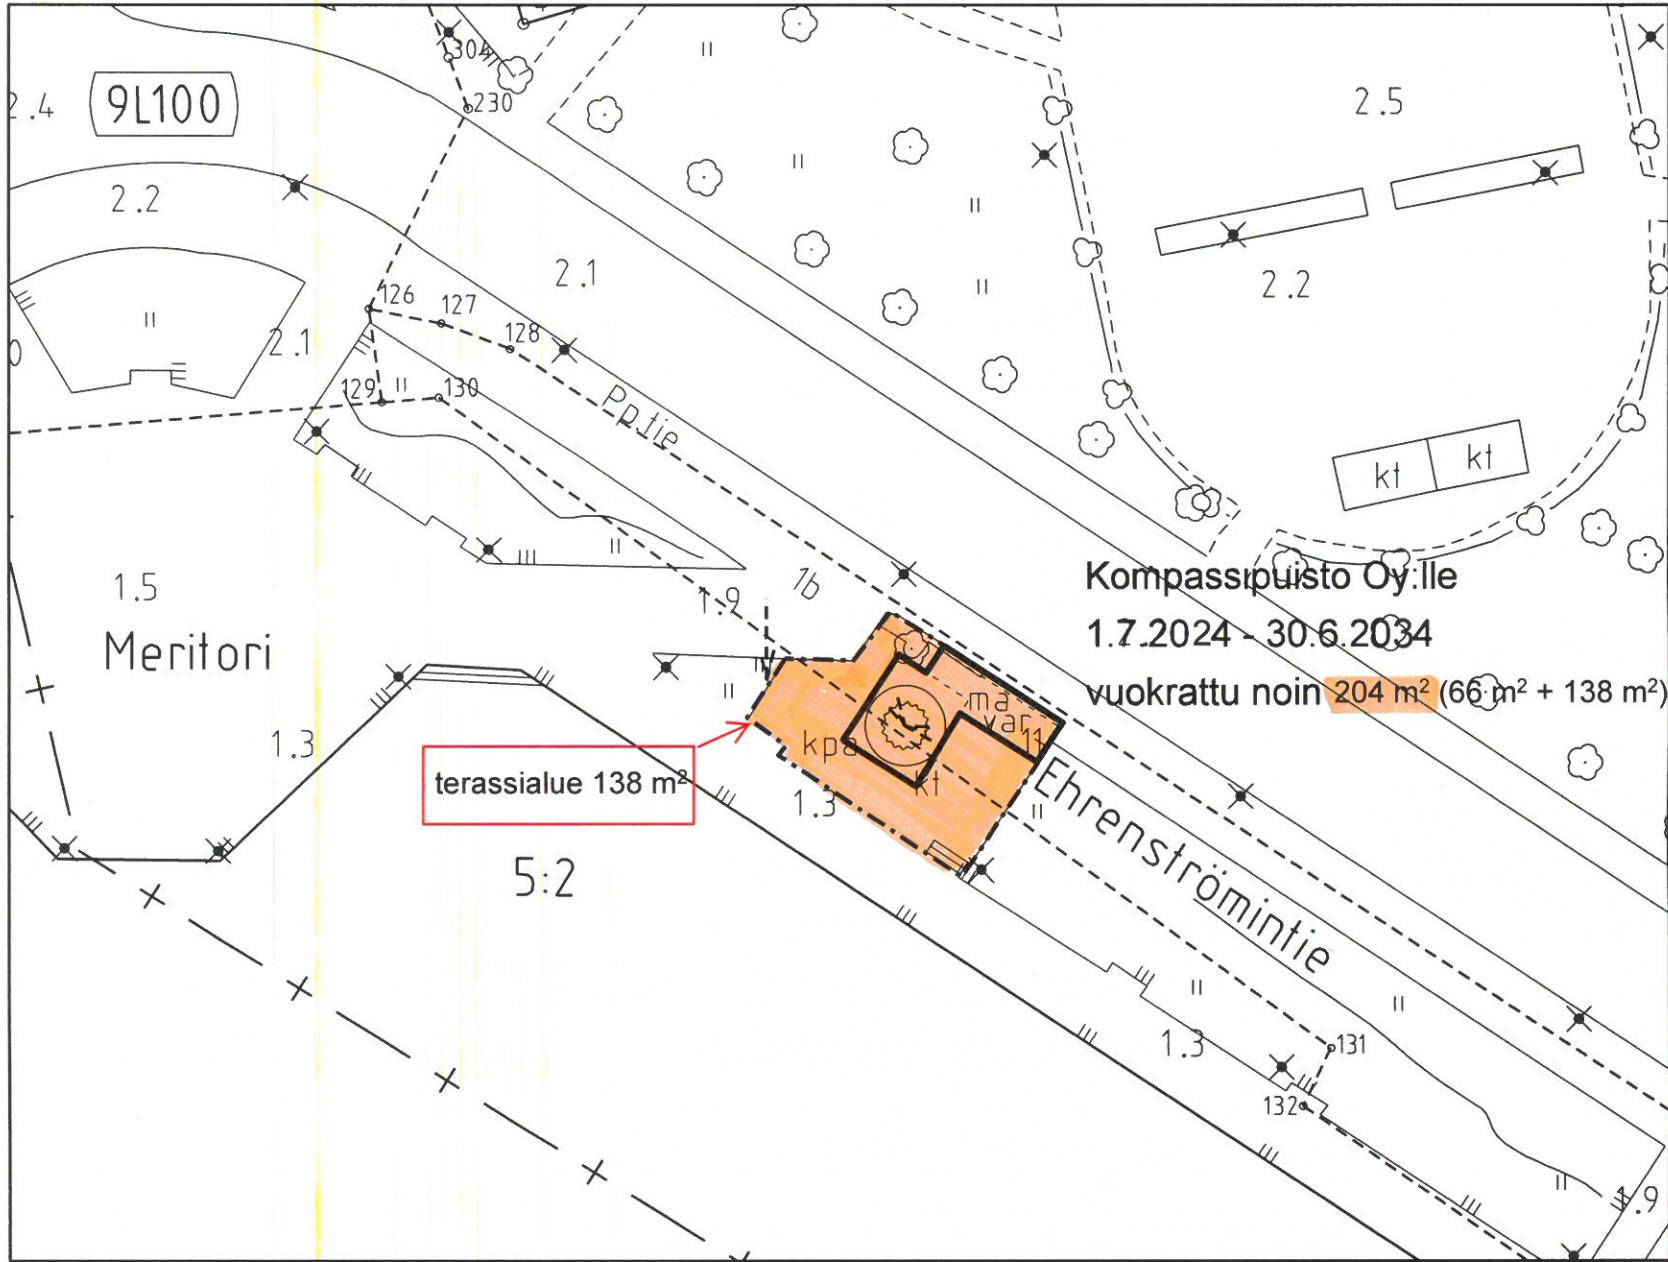 304
230
2.4
9L100
2.5
2.2
2.1
2.2
126
127
128
2.1
0
129
130
Pp.tie
kt
kt
1b
1.9
Kompassipuisto Oy:lle
1.7.2024 - 30.6.2034
vuokrattu noin 204 m² (66 m² + 138 m²)
1.5
Meritori
1.3
ma
var
11
kpa
kt
terassialue 138 m²
1.3
Ehrenströmintie
5:2
131
1.3
132
1.9